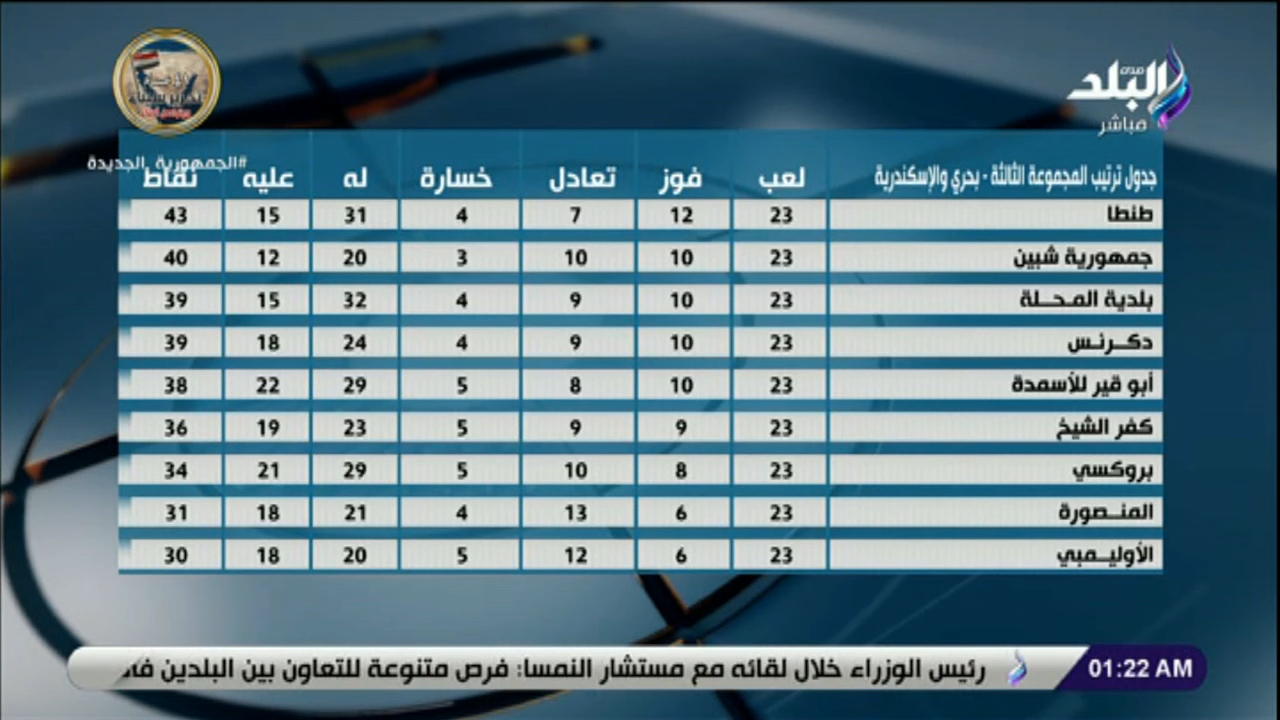 صدى البلد
مباشر
#الجمهورية_الجديدة
جدول ترتيب المجموعة الثالثة - بحري والإسكندرية لعب فوز تعادل خسارة له عليه نقاط
طنطا 23 12 7 4 31 15 43
جمهورية شبين 23 10 10 3 20 12 40
بلدية المحلة 23 10 9 4 32 15 39
دكرنس 23 10 9 4 24 18 39
أبو قير للأسمدة 23 10 8 5 29 22 38
كفر الشيخ 23 9 9 5 23 19 36
بروكسي 23 8 10 5 29 21 34
المنصورة 23 6 13 4 21 18 31
الأوليمبي 23 6 12 5 20 18 30
01:22 AM رئيس الوزراء خلال لقائه مع مستشار النمسا: فرص متنوعة للتعاون بين البلدين